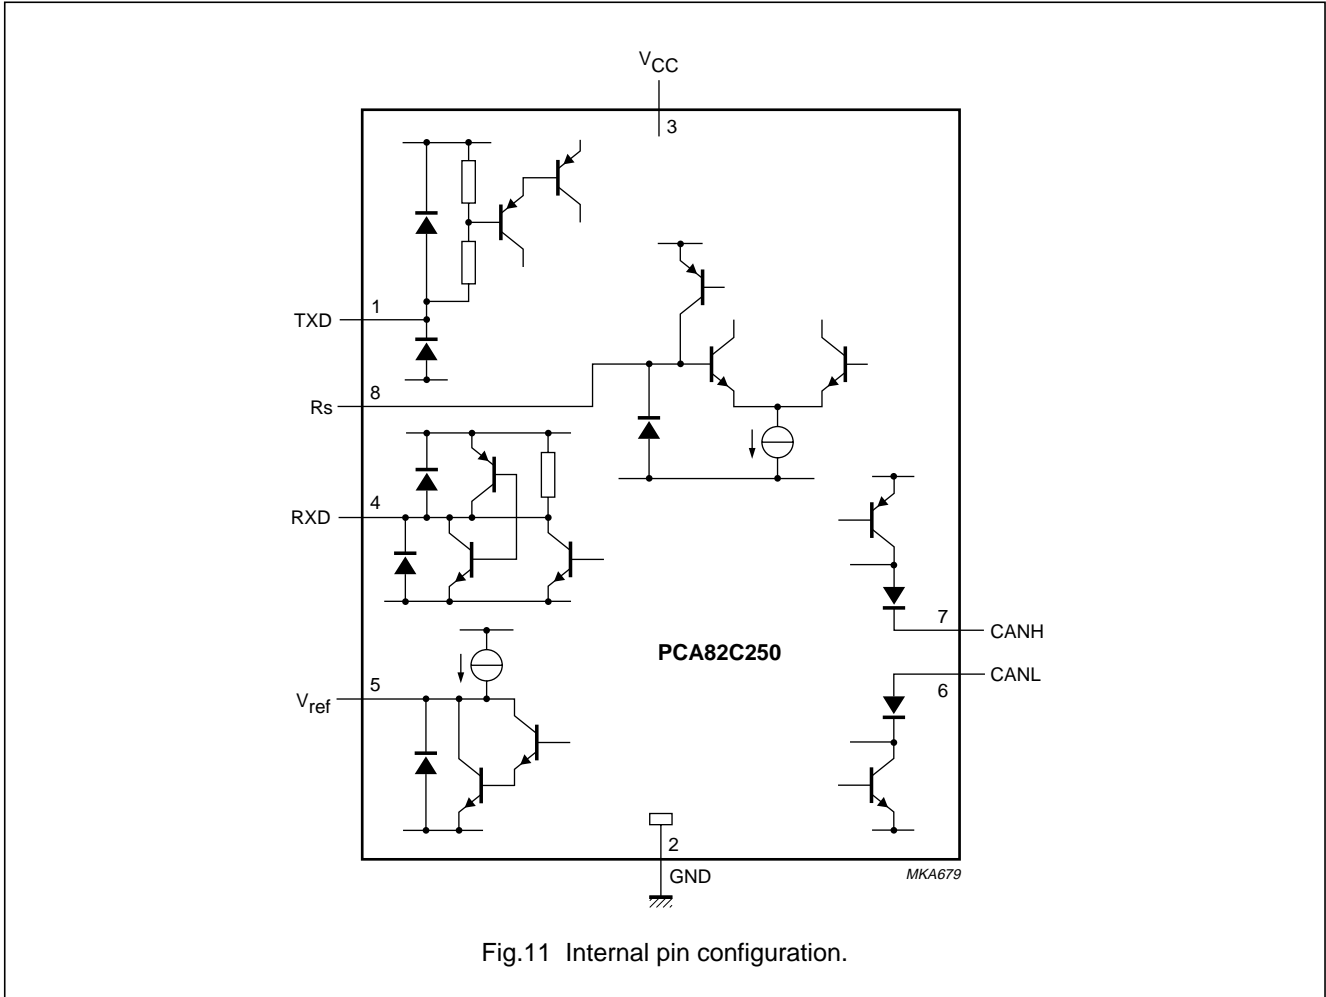 VCC
3
TXD
1
Rs
8
RXD
4
Vref
5
PCA82C250
7
CANH
CANL
6
2
GND
MKA679
Fig.11 Internal pin configuration.